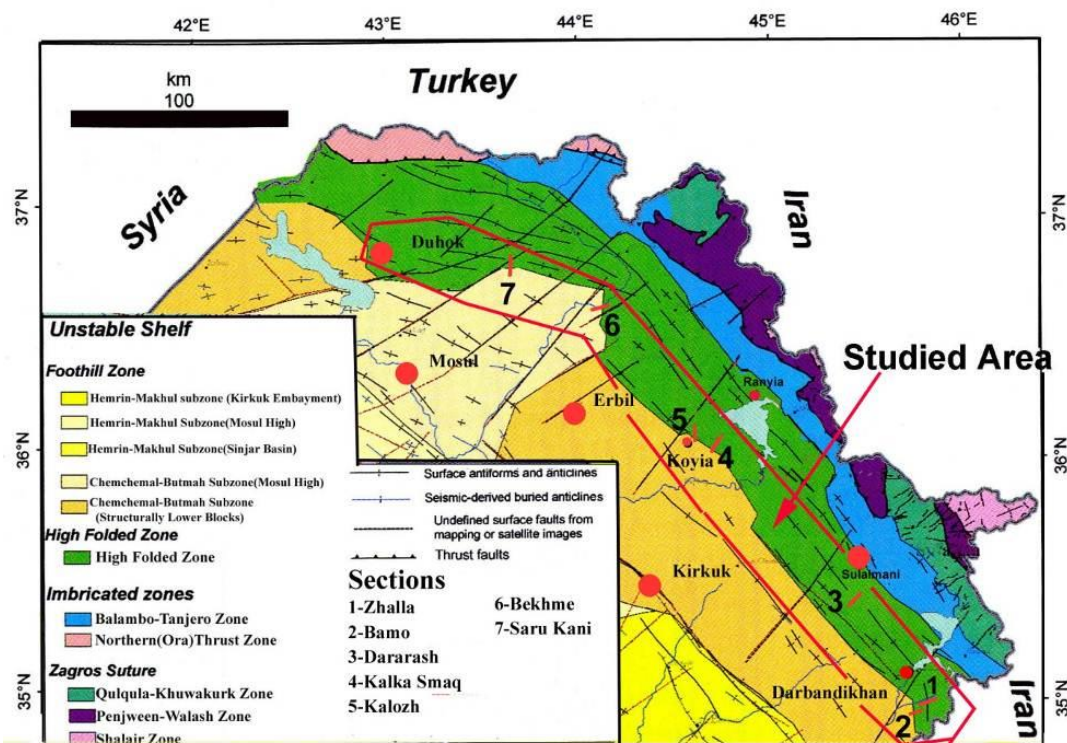 42°E 43°E 44°E 45°E 46°E
km
100
Turkey
Syria
Iran
37°N
37°N
Duhok
7
6
Mosul
Erbil
Studied Area
Ranyia
5
Koyia
4
36°N
36°N
Kirkuk
Sulaimani
3
Darbandikhan
1
2
Iran
35°N
35°N
Unstable Shelf
Foothill Zone
Hemrin-Makhul subzone (Kirkuk Embayment)
Hemrin-Makhul Subzone(Mosul High)
Hemrin-Makhul Subzone(Sinjar Basin)
Chemchemal-Butmah Subzone(Mosul High)
Chemchemal-Butmah Subzone
(Structurally Lower Blocks)
High Folded Zone
High Folded Zone
Imbricated zones
Balambo-Tanjero Zone
Northern(Ora)Thrust Zone
Zagros Suture
Qulqula-Khuwakurk Zone
Penjween-Walash Zone
Shalair Zone
Surface antiforms and anticlines
Seismic-derived buried anticlines
Undefined surface faults from
mapping or satellite images
Thrust faults
Sections
1-Zhalla
2-Bamo
3-Dararash
4-Kalka Smaq
5-Kalozh
6-Bekhme
7-Saru Kani